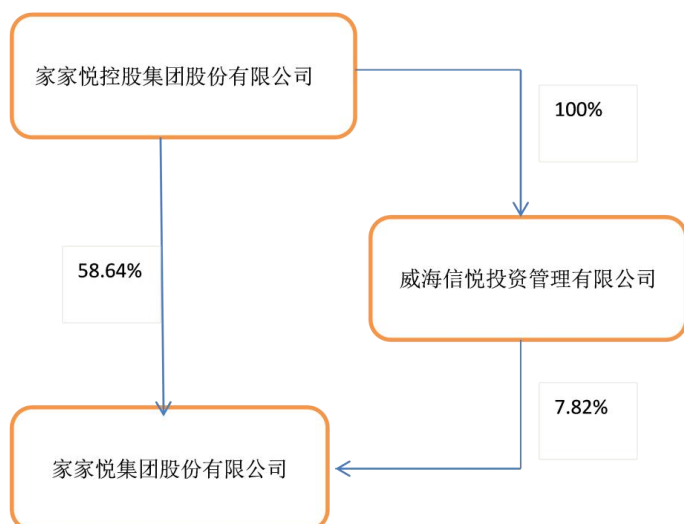 家家悦控股集团股份有限公司
100%
58.64%
威海信悦投资管理有限公司
7.82%
家家悦集团股份有限公司